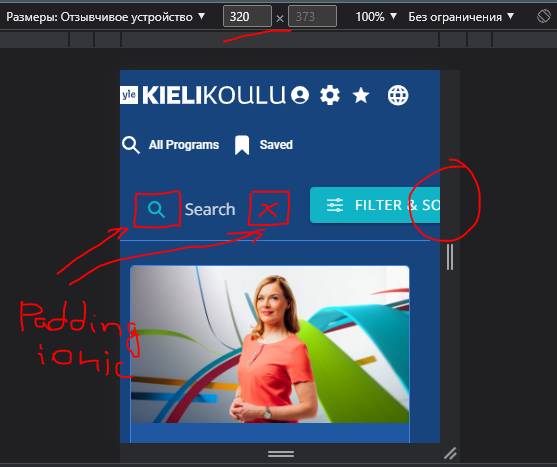 Размеры: Отзывчивое устройство ▼ 320 × 373 100% ▼ Без ограничения ▼
yle KIELIKOULU
All Programs Saved
Search FILTER & SO
Padding
ionic